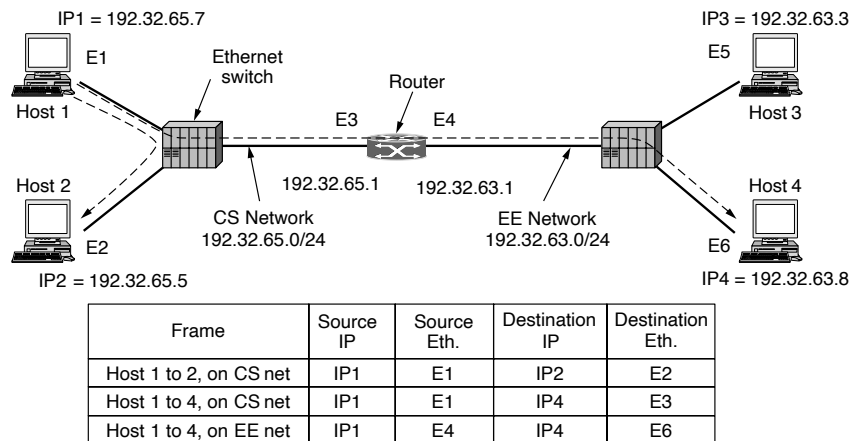 IP1 = 192.32.65.7
IP3 = 192.32.63.3
E1
Ethernet
switch
Router
E5
Host 1
E3
E4
Host 3
Host 2
192.32.65.1
192.32.63.1
Host 4
CS Network
192.32.65.0/24
EE Network
192.32.63.0/24
E2
E6
IP2 = 192.32.65.5
IP4 = 192.32.63.8
Frame Source IP Source Eth. Destination IP Destination Eth.
Host 1 to 2, on CS net IP1 E1 IP2 E2
Host 1 to 4, on CS net IP1 E1 IP4 E3
Host 1 to 4, on EE net IP1 E4 IP4 E6